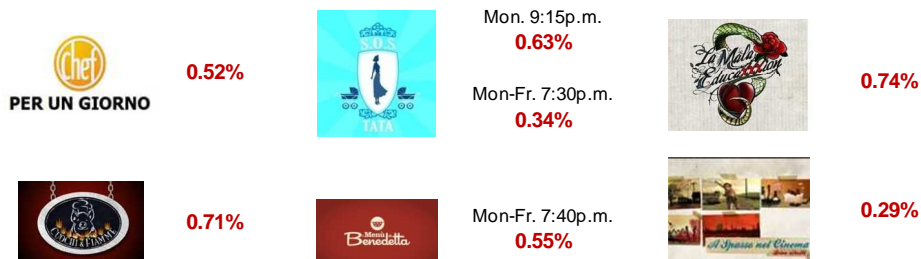 Chef
PER UN GIORNO
0.52%
S.O.S
TATA
Mon. 9:15p.m.
0.63%
Mon-Fr. 7:30p.m.
0.34%
La Mala
EducaXXXion
0.74%
CUOCHI & FIAMME
0.71%
Menù
Benedetta
Mon-Fr. 7:40p.m.
0.55%
A Spasso nel Cinema
0.29%